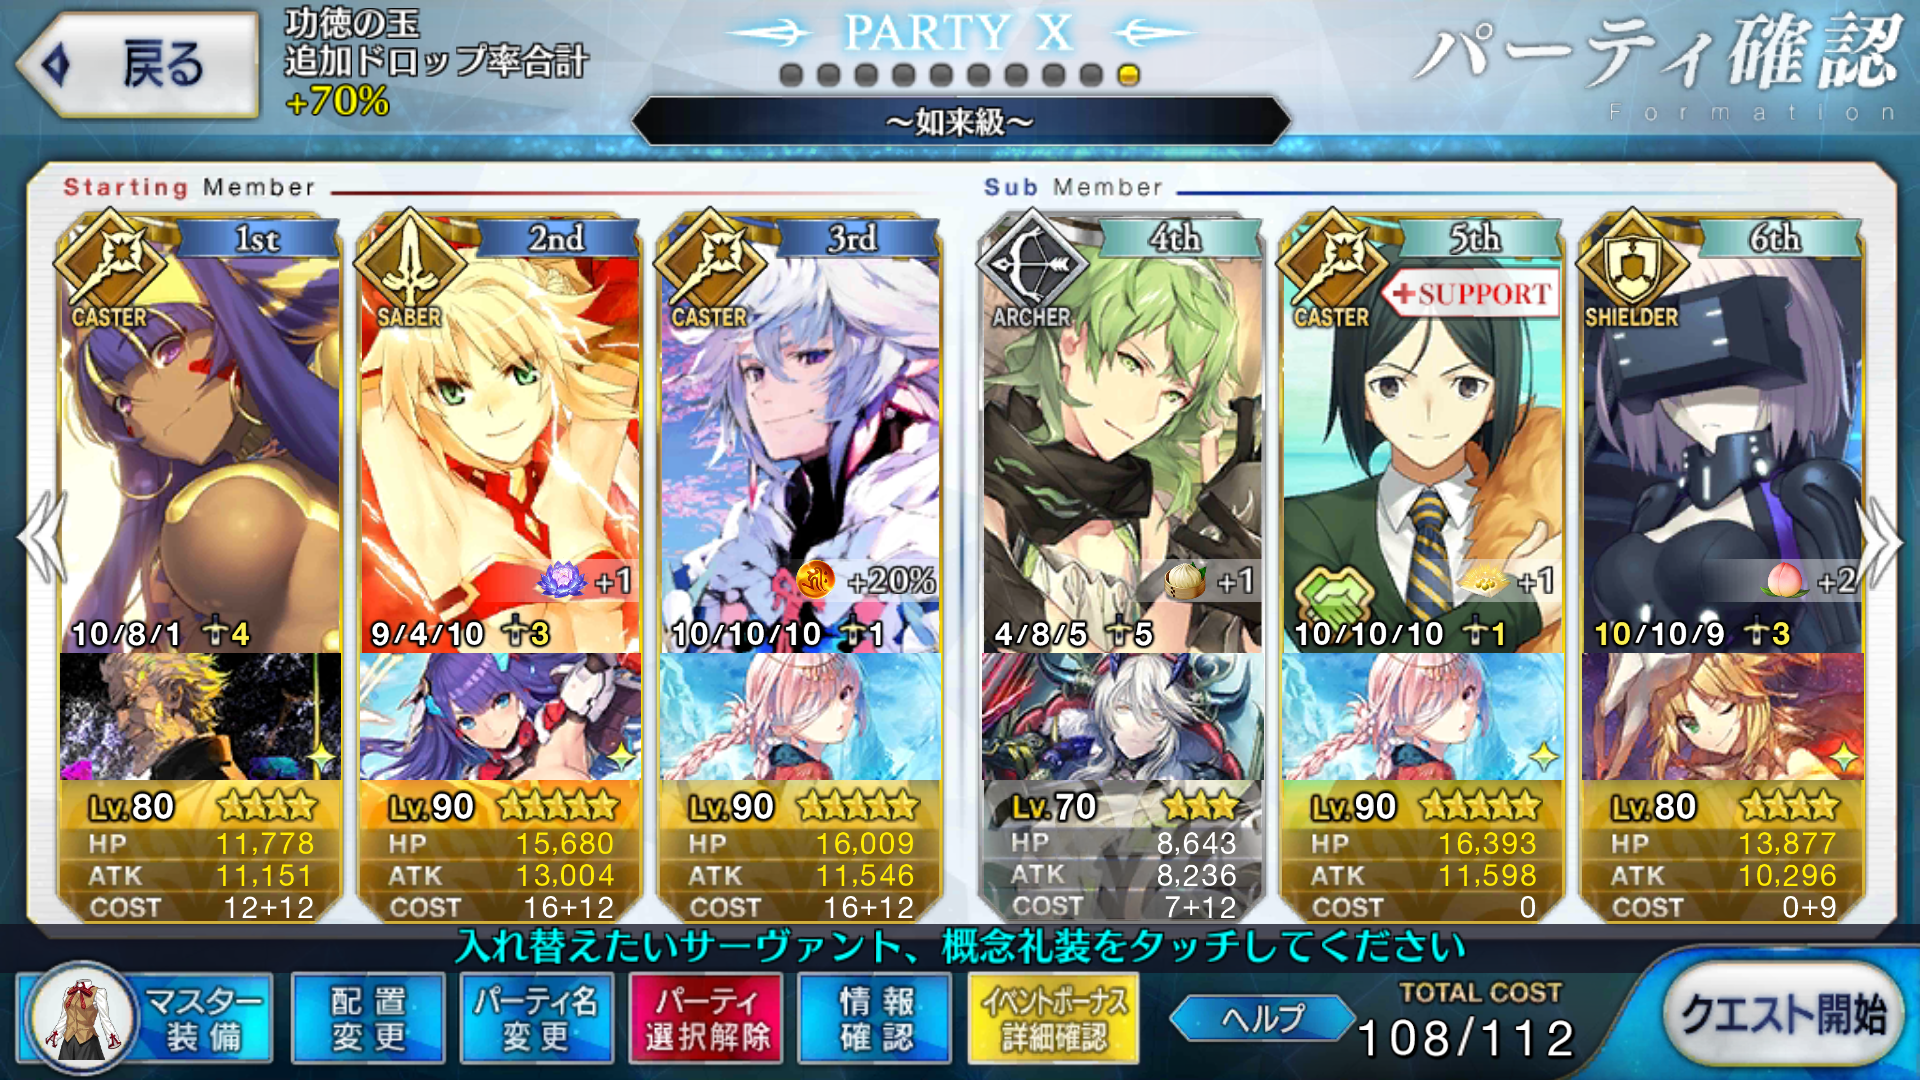 戻る
功徳の玉
追加ドロップ率合計
+70%
PARTY X
～如来級～
パーティ確認
Formation
Starting Member
Sub Member
1st
2nd
3rd
4th
5th
6th
CASTER
SABER
CASTER
ARCHER
CASTER
+SUPPORT
SHIELDER
+1
+20%
+1
+1
+2
10/8/1 4
9/4/10 3
10/10/10 1
4/8/5 5
10/10/10 1
10/10/9 3
Lv.80
HP 11,778
ATK 11,151
COST 12+12
Lv.90
HP 15,680
ATK 13,004
COST 16+12
Lv.90
HP 16,009
ATK 11,546
COST 16+12
Lv.70
HP 8,643
ATK 8,236
COST 7+12
Lv.90
HP 16,393
ATK 11,598
COST 0
Lv.80
HP 13,877
ATK 10,296
COST 0+9
入れ替えたいサーヴァント、概念礼装をタッチしてください
マスター
装備
配置
変更
パーティ名
変更
パーティ
選択解除
情報
確認
イベントボーナス
詳細確認
ヘルプ
TOTAL COST
108/112
クエスト開始